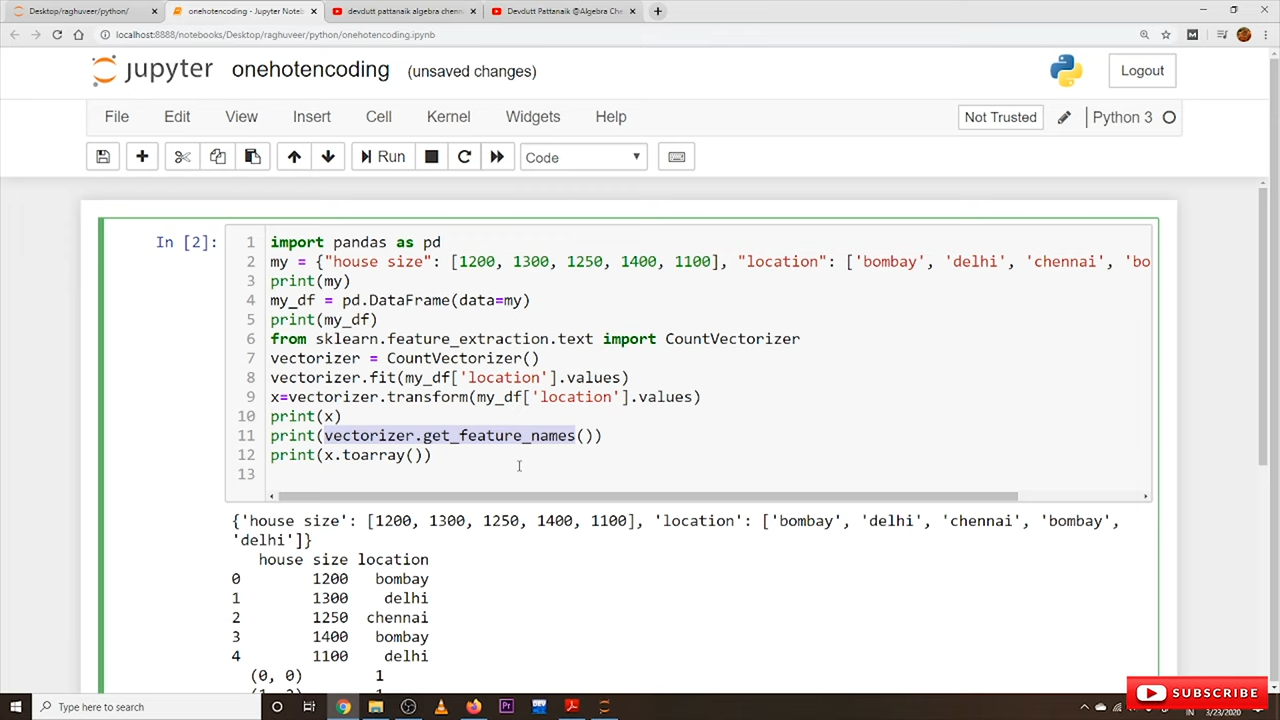 Desktop/raghuveer/python/
onehotencoding - Jupyter Noteb
devdutt pattanaik algebra chenn
Devdutt Pattanaik @Algebra Che
localhost:8888/notebooks/Desktop/raghuveer/python/onehotencoding.ipynb
jupyter onehotencoding (unsaved changes)
Logout
File Edit View Insert Cell Kernel Widgets Help
Not Trusted
Python 3
Run
Code
In [2]:
1 import pandas as pd
2 my = {"house size": [1200, 1300, 1250, 1400, 1100], "location": ['bombay', 'delhi', 'chennai', 'bo
3 print(my)
4 my_df = pd.DataFrame(data=my)
5 print(my_df)
6 from sklearn.feature_extraction.text import CountVectorizer
7 vectorizer = CountVectorizer()
8 vectorizer.fit(my_df['location'].values)
9 x=vectorizer.transform(my_df['location'].values)
10 print(x)
11 print(vectorizer.get_feature_names())
12 print(x.toarray())
13
{'house size': [1200, 1300, 1250, 1400, 1100], 'location': ['bombay', 'delhi', 'chennai', 'bombay',
'delhi']}
house size location
0 1200 bombay
1 1300 delhi
2 1250 chennai
3 1400 bombay
4 1100 delhi
(0, 0) 1
SUBSCRIBE
Type here to search
IN 3/23/2020